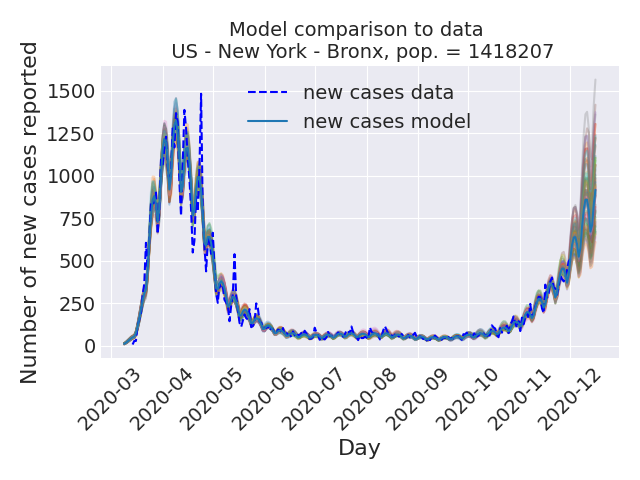 Model comparison to data
US - New York - Bronx, pop. = 1418207
new cases data
new cases model
Number of new cases reported
1500
1250
1000
750
500
250
0
2020-03
2020-04
2020-05
2020-06
2020-07
2020-08
2020-09
2020-10
2020-11
2020-12
Day